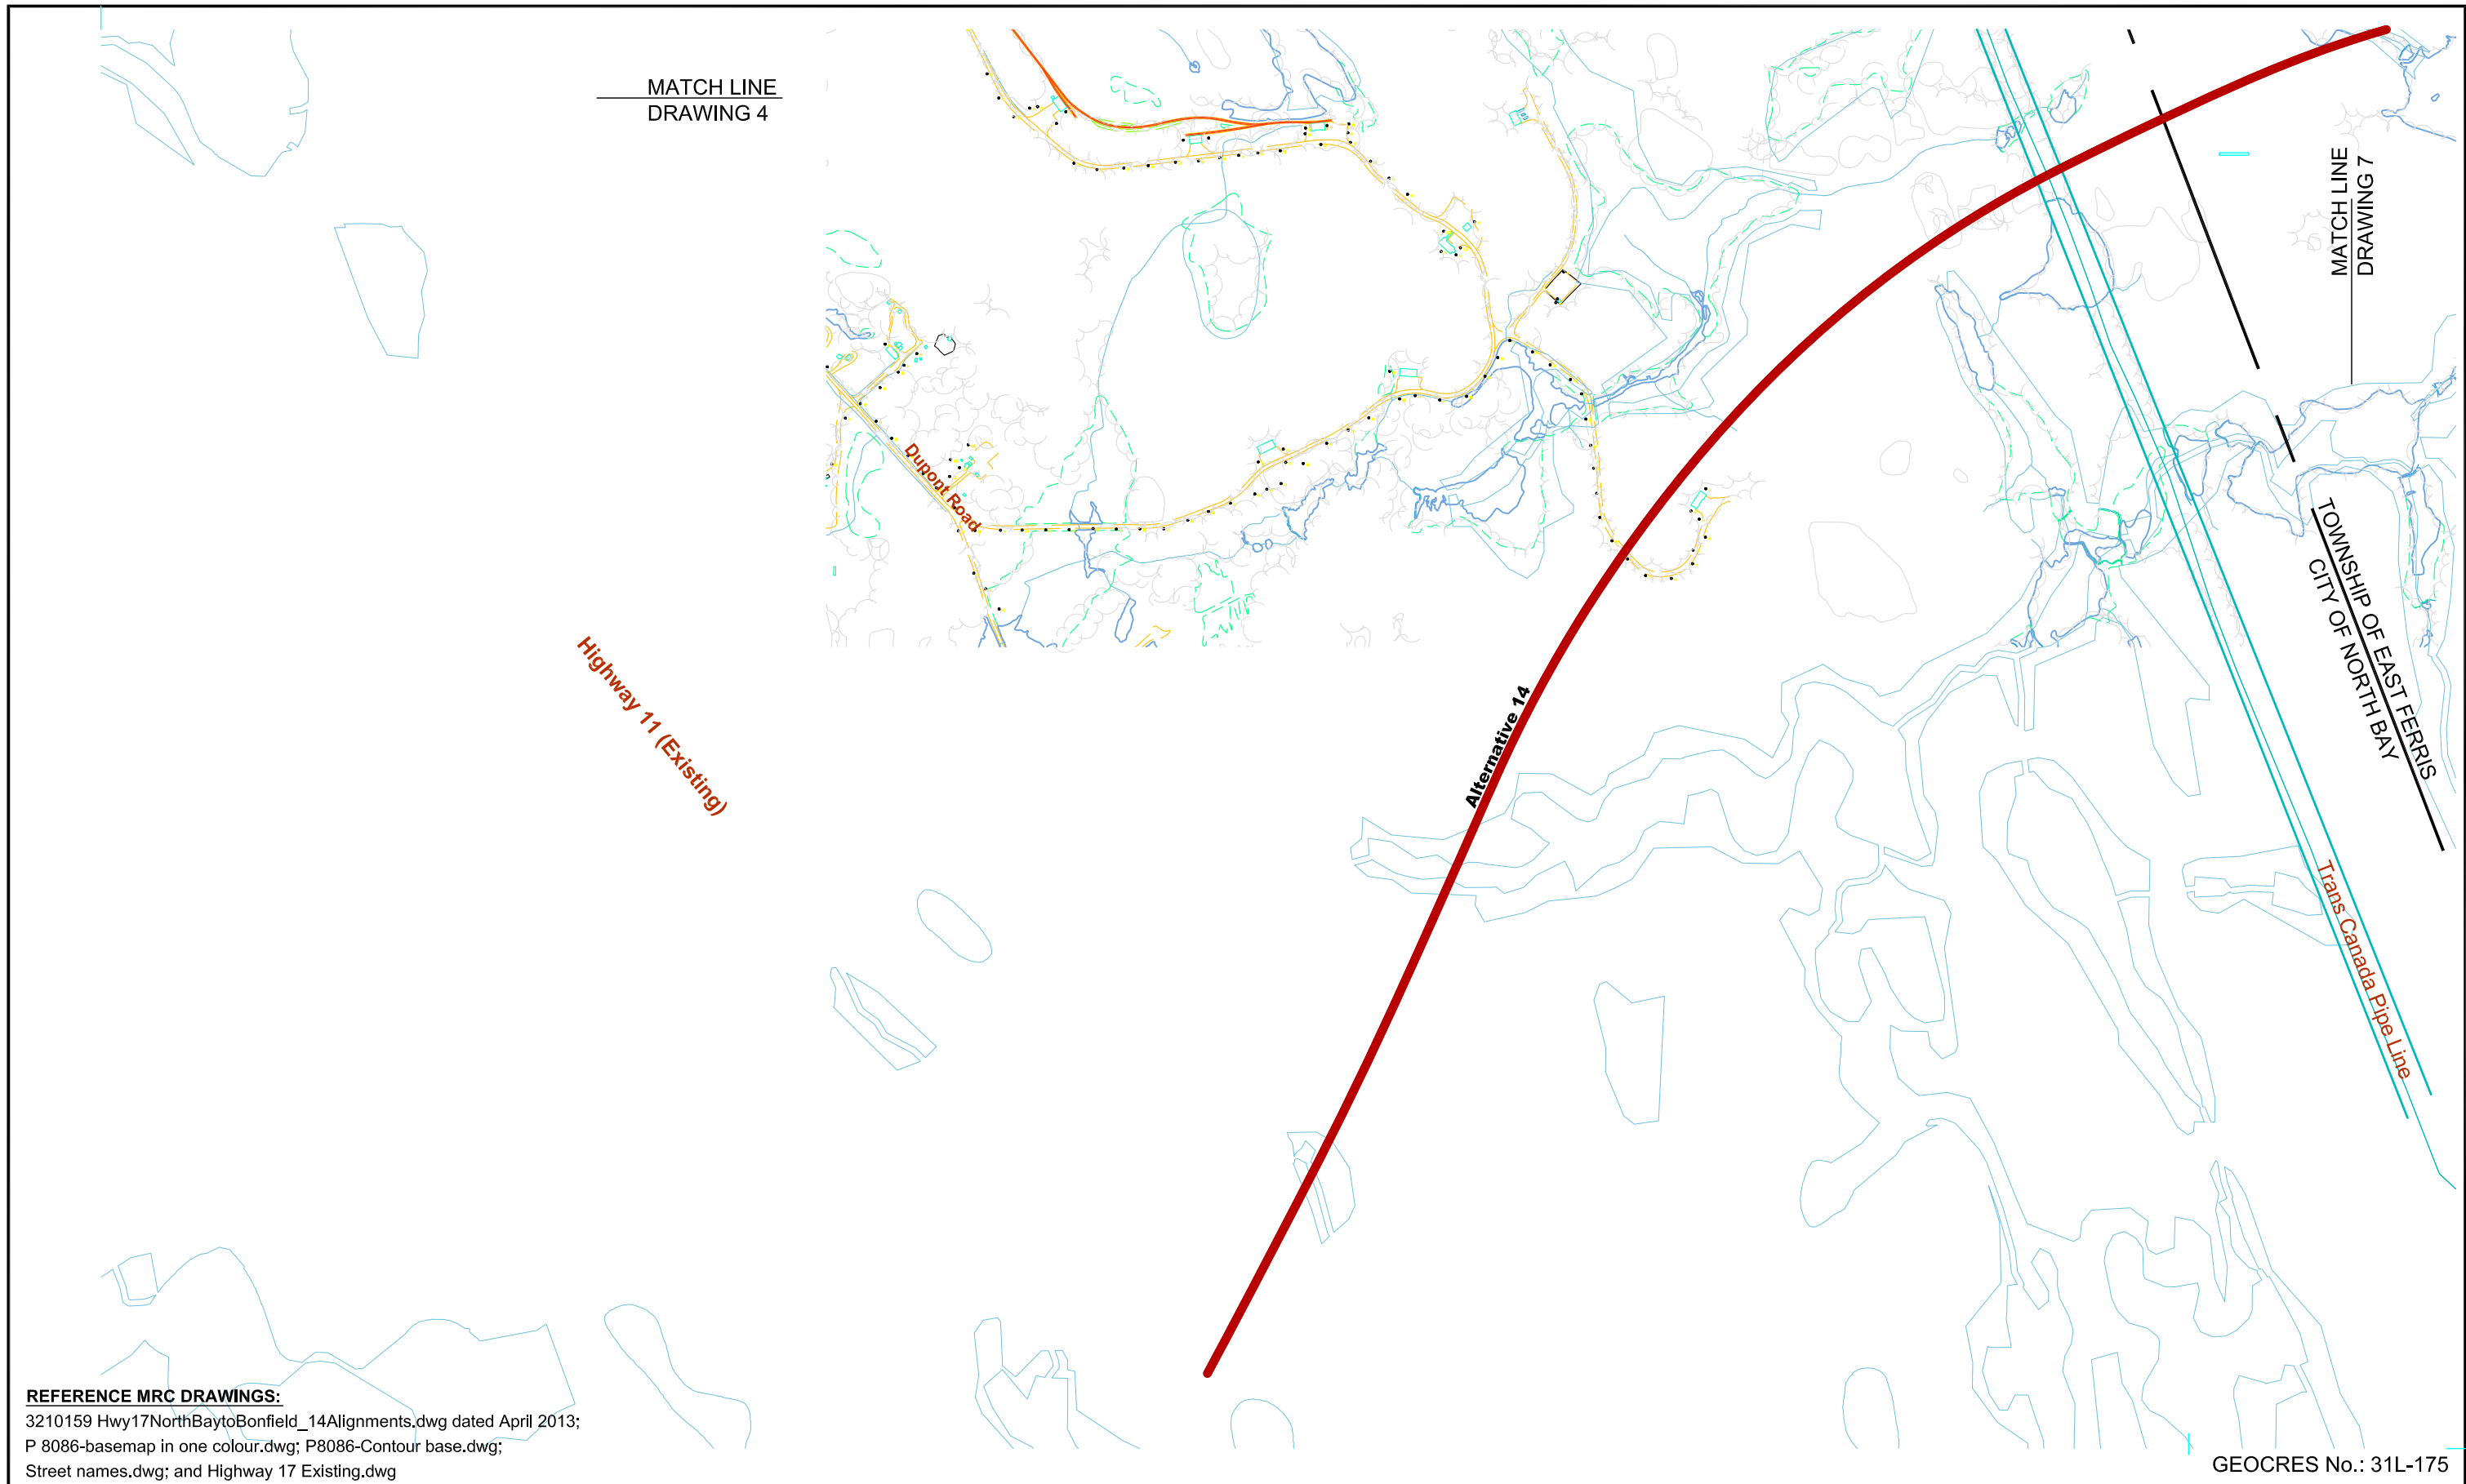 MATCH LINE
DRAWING 4
MATCH LINE
DRAWING 7
Dupont Road
TOWNSHIP OF EAST FERRIS
CITY OF NORTH BAY
Highway 11 (Existing)
Alternative 14
Trans Canada Pipe Line
REFERENCE MRC DRAWINGS:
3210159 Hwy17NorthBaytoBonfield_14Alignments.dwg dated April 2013;
P 8086-basemap in one colour.dwg; P8086-Contour base.dwg;
Street names.dwg; and Highway 17 Existing.dwg
GEOCRES No.: 31L-175